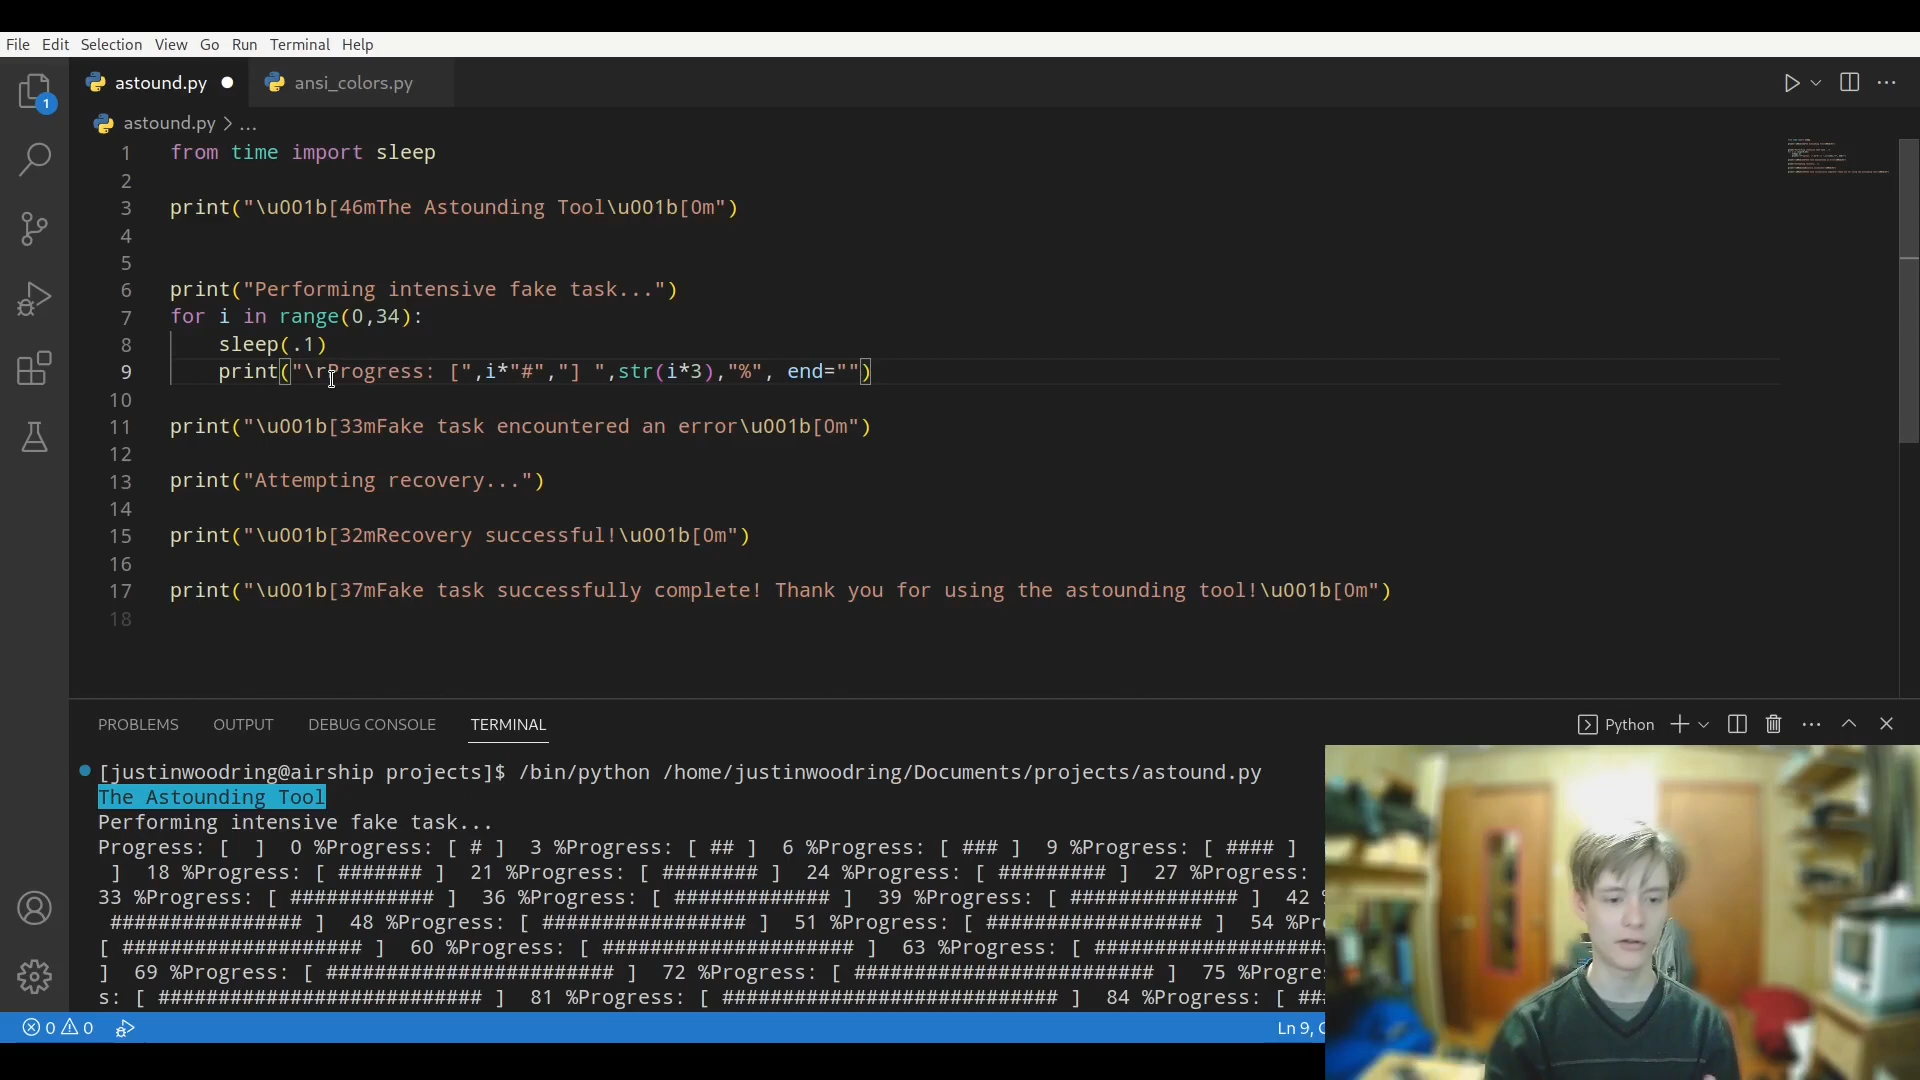 File Edit Selection View Go Run Terminal Help
astound.py ansi_colors.py
1
astound.py > ...
1 from time import sleep
2
3 print("\u001b[46mThe Astounding Tool\u001b[0m")
4
5
6 print("Performing intensive fake task...")
7 for i in range(0,34):
8 sleep(.1)
9 print("\rProgress: [",i*"#","] ",str(i*3),"%", end="")
10
11 print("\u001b[33mFake task encountered an error\u001b[0m")
12
13 print("Attempting recovery...")
14
15 print("\u001b[32mRecovery successful!\u001b[0m")
16
17 print("\u001b[37mFake task successfully complete! Thank you for using the astounding tool!\u001b[0m")
18
PROBLEMS OUTPUT DEBUG CONSOLE TERMINAL Python
[justinwoodring@airship projects]$ /bin/python /home/justinwoodring/Documents/projects/astound.py
The Astounding Tool
Performing intensive fake task...
Progress: [  ]  0 %Progress: [ # ]  3 %Progress: [ ## ]  6 %Progress: [ ### ]  9 %Progress: [ #### ]
]  18 %Progress: [ ####### ]  21 %Progress: [ ######## ]  24 %Progress: [ ######### ]  27 %Progress:
33 %Progress: [ ############ ]  36 %Progress: [ ############# ]  39 %Progress: [ ############## ]  42
################ ]  48 %Progress: [ ################# ]  51 %Progress: [ ################## ]  54 %Pr
[ #################### ]  60 %Progress: [ ##################### ]  63 %Progress: [ ###################
]  69 %Progress: [ ######################## ]  72 %Progress: [ ######################### ]  75 %Progre
s: [ ########################### ]  81 %Progress: [ ############################ ]  84 %Progress: [ ##
0 0 Ln 9,